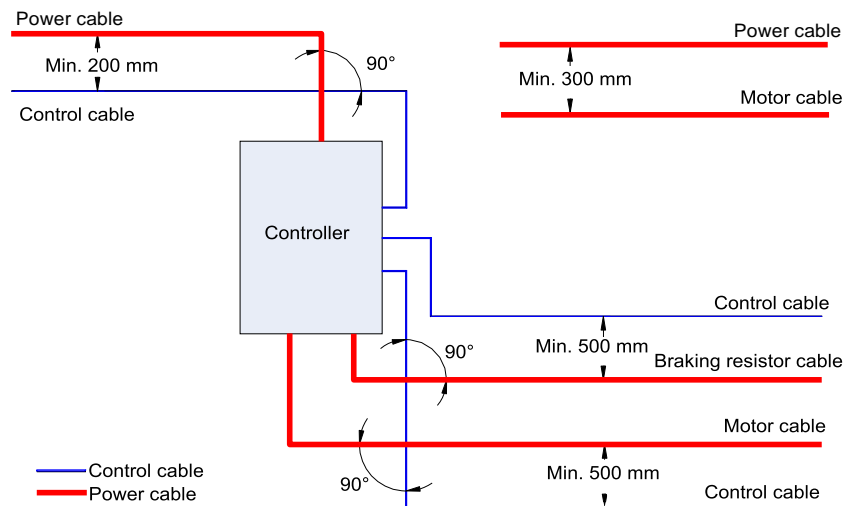 Power cable
Min. 200 mm
90°
Control cable
Power cable
Min. 300 mm
Motor cable
Controller
Control cable
Min. 500 mm
90°
Braking resistor cable
Motor cable
Min. 500 mm
90°
Control cable
Control cable
Power cable